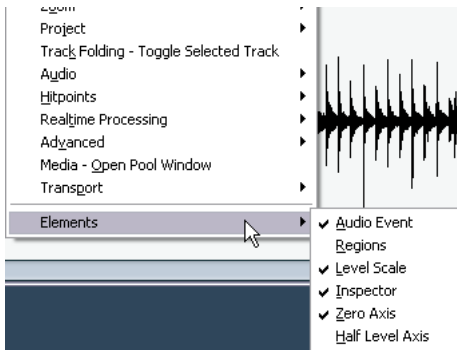 Zoom
Project
Track Folding - Toggle Selected Track
Audio
Hitpoints
Realtime Processing
Advanced
Media - Open Pool Window
Transport
Elements
Audio Event
Regions
Level Scale
Inspector
Zero Axis
Half Level Axis